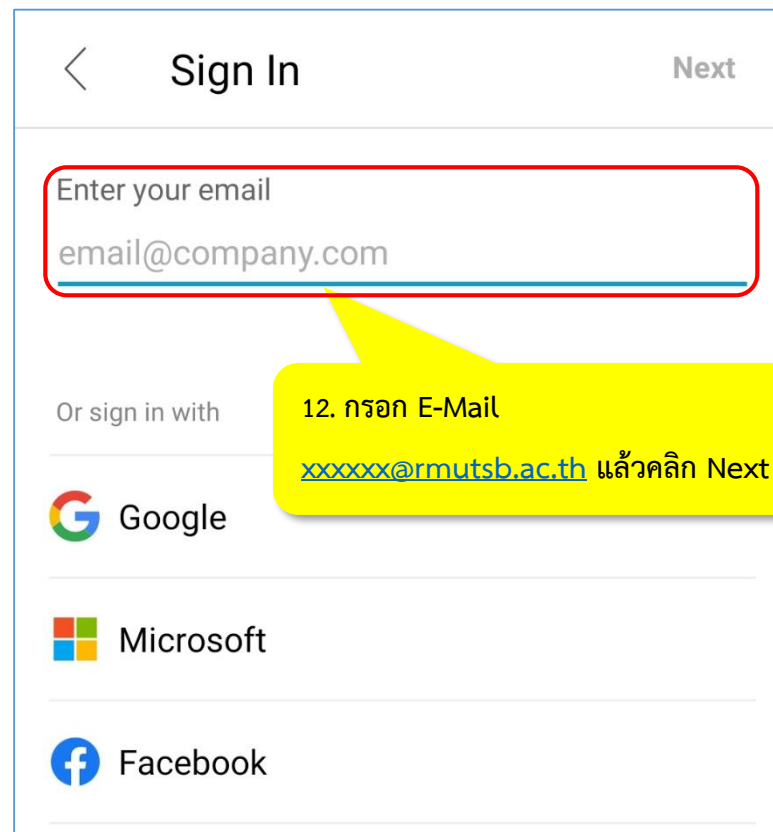 Sign In
Next
Enter your email
email@company.com
12. กรอก E-Mail
xxxxxx@rmutsb.ac.th แล้วคลิก Next
Or sign in with
Google
Microsoft
Facebook